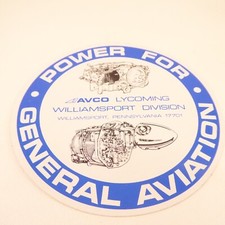 POWER FOR
AVCO LYCOMING
WILLIAMSPORT DIVISION
WILLIAMSPORT, PENNSYLVANIA 17701
GENERAL AVIATION